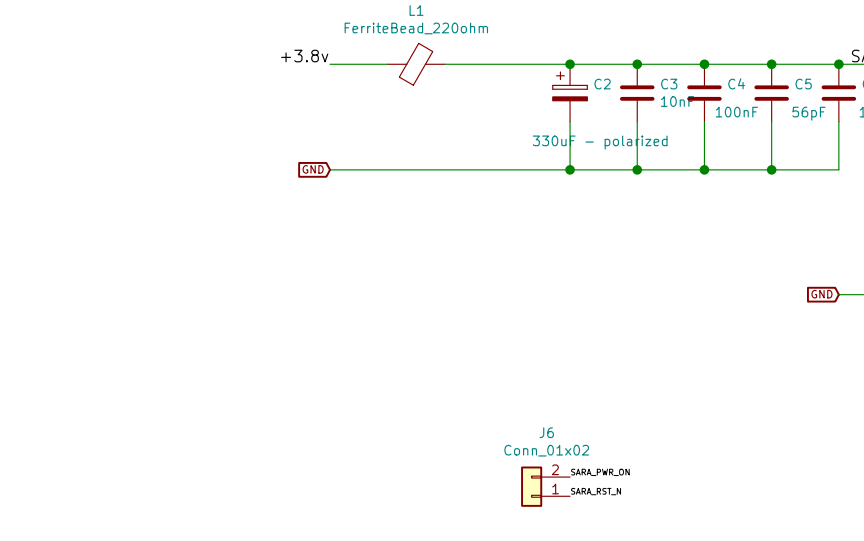 L1
FerriteBead_220ohm
+3.8v
+
C2
C3
C4
C5
10nF
100nF
56pF
330uF - polarized
GND
GND
J6
Conn_01x02
2 SARA_PWR_ON
1 SARA_RST_N